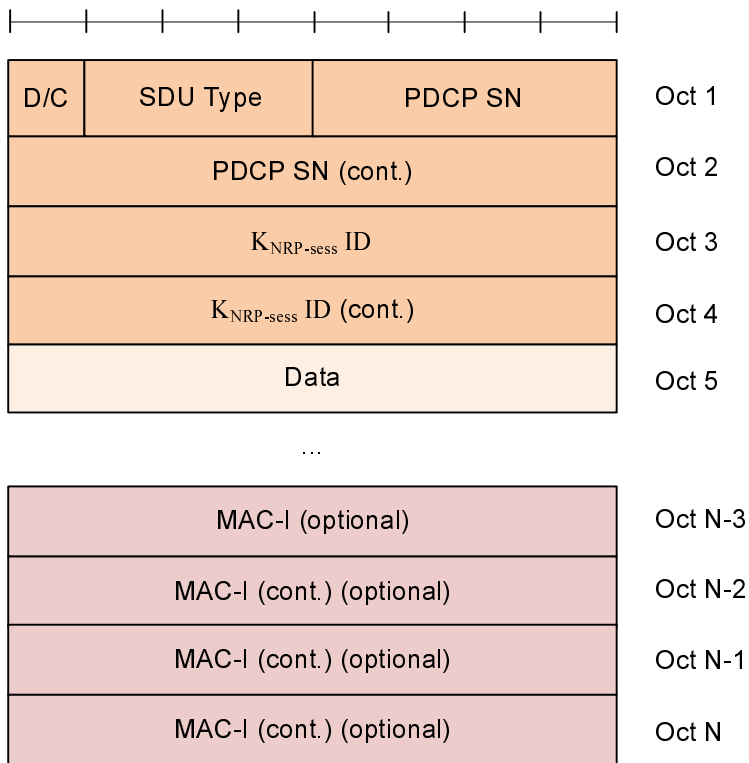 D/C SDU Type PDCP SN Oct 1
PDCP SN (cont.) Oct 2
KNRP-sess ID Oct 3
KNRP-sess ID (cont.) Oct 4
Data Oct 5
...
MAC-I (optional) Oct N-3
MAC-I (cont.) (optional) Oct N-2
MAC-I (cont.) (optional) Oct N-1
MAC-I (cont.) (optional) Oct N